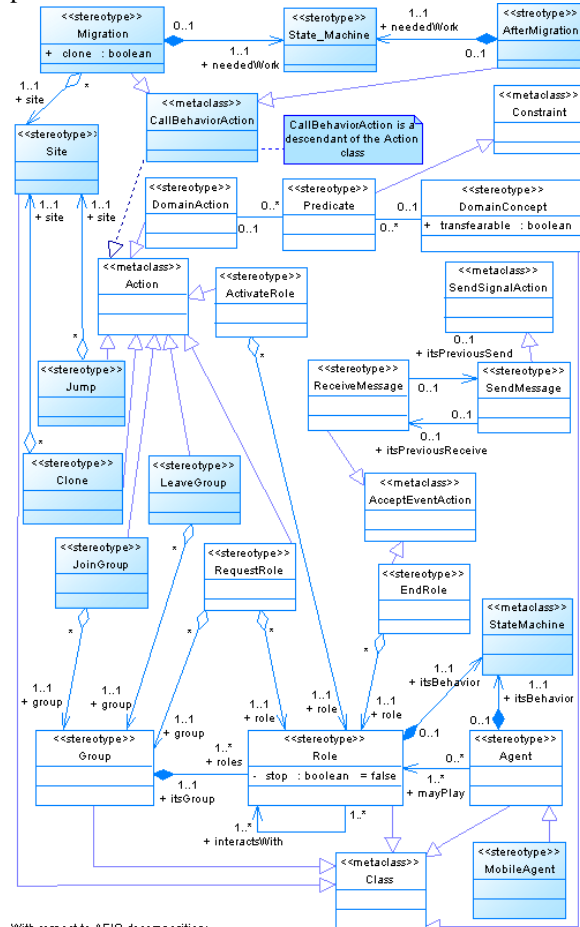 <<stereotype>>
Migration
+ clone : boolean
0..1
1..1
+ neededWork
<<sterotype>>
State_Machine
1..1
+ neededWork
0..1
<<streotype>>
AfterMigration
1..1
+ site
*
<<stereotype>>
Site
<<metaclass>>
CallBehaviorAction
CallBehaviorAction is a
descendant of the Action
class
<<metaclass>>
Constraint
1..1
+ site
1..1
+ site
<<stereotype>>
DomainAction
0..*
0..1
<<stereotype>>
Predicate
0..1
0..*
<<stereotype>>
DomainConcept
+ transfearable : boolean
<<metaclass>>
Action
<<stereotype>>
ActivateRole
*
<<metaclass>>
SendSignalAction
0..1
+ itsPreviousSend
*
<<stereotype>>
Jump
<<stereotype>>
ReceiveMessage
0..1
0..1
0..1
+ itsPreviousReceive
<<stereotype>>
SendMessage
*
<<stereotype>>
Clone
<<stereotype>>
LeaveGroup
*
<<metaclass>>
AcceptEventAction
<<stereotype>>
JoinGroup
*
<<stereotype>>
RequestRole
*
*
<<stereotype>>
EndRole
*
<<metaclass>>
StateMachine
1..1
+ itsBehavior
1..1
+ itsBehavior
1..1
+ group
1..1
+ group
1..1
+ group
1..1
+ role
1..1
+ role
1..1
+ role
0..1
0..1
<<stereotype>>
Group
1..*
+ roles
1..1
+ itsGroup
<<stereotype>>
Role
- stop : boolean = false
0..*
1..*
+ mayPlay
<<stereotype>>
Agent
1..*
+ interactsWith
1..*
<<metaclass>>
Class
<<stereotype>>
MobileAgent